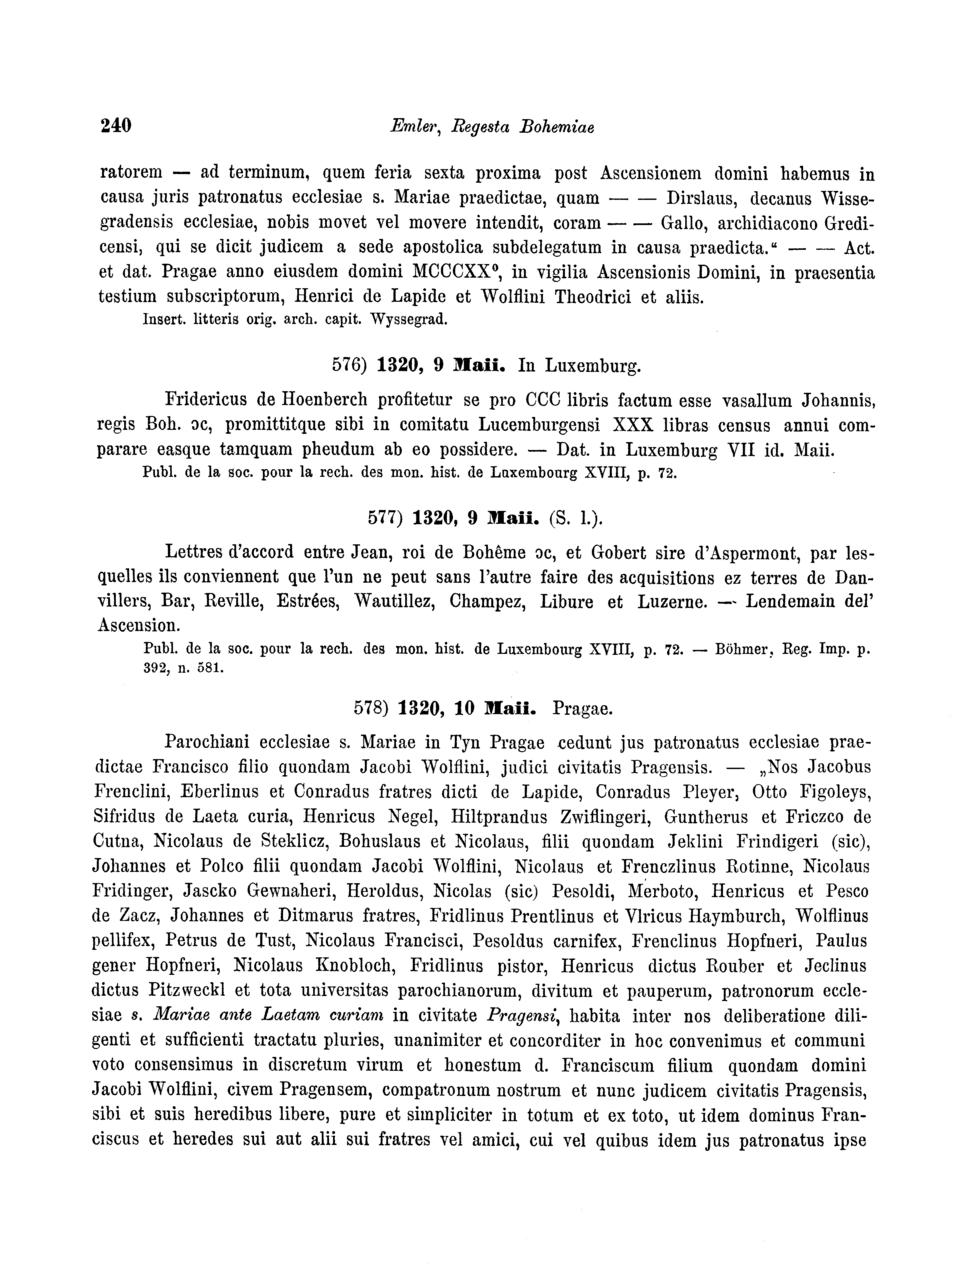 240 Emler, Regesta Bohemiae
ratorem — ad terminum, quem feria sexta proxima post Ascensionem domini habemus in
causa juris patronatus ecclesiae s. Mariae praedictae, quam — — Dirslaus, decanus Wisse-
gradensis ecclesiae, nobis movet vel movere intendit, coram — — Gallo, archidiacono Gredi-
censi, qui se dicit judicem a sede apostolica subdelegatum in causa praedicta.“ — — Act.
et dat. Pragae anno eiusdem domini MCCCXX⁰, in vigilia Ascensionis Domini, in praesentia
testium subscriptorum, Henrici de Lapide et Wolflini Theodrici et aliis.
Insert. litteris orig. arch. capit. Wyssegrad.
576) 1320, 9 Maii. In Luxemburg.
Fridericus de Hoenberch profitetur se pro CCC libris factum esse vasallum Johannis,
regis Boh. ɔc, promittitque sibi in comitatu Lucemburgensi XXX libras census annui com-
parare easque tamquam pheudum ab eo possidere. — Dat. in Luxemburg VII id. Maii.
Publ. de la soc. pour la rech. des mon. hist. de Luxembourg XVIII, p. 72.
577) 1320, 9 Maii. (S. l.).
Lettres d’accord entre Jean, roi de Bohême ɔc, et Gobert sire d’Aspermont, par les-
quelles ils conviennent que l’un ne peut sans l’autre faire des acquisitions ez terres de Dan-
villers, Bar, Reville, Estrées, Wautillez, Champez, Libure et Luzerne. — Lendemain del’
Ascension.
Publ. de la soc. pour la rech. des mon. hist. de Luxembourg XVIII, p. 72. — Böhmer, Reg. Imp. p.
392, n. 581.
578) 1320, 10 Maii. Pragae.
Parochiani ecclesiae s. Mariae in Tyn Pragae cedunt jus patronatus ecclesiae prae-
dictae Francisco filio quondam Jacobi Wolflini, judici civitatis Pragensis. — „Nos Jacobus
Frenclini, Eberlinus et Conradus fratres dicti de Lapide, Conradus Pleyer, Otto Figoleys,
Sifridus de Laeta curia, Henricus Negel, Hiltprandus Zwiflingeri, Guntherus et Friczco de
Cutna, Nicolaus de Steklicz, Bohuslaus et Nicolaus, filii quondam Jeklini Frindigeri (sic),
Johannes et Polco filii quondam Jacobi Wolflini, Nicolaus et Frenczlinus Rotinne, Nicolaus
Fridinger, Jascko Gewnaheri, Heroldus, Nicolas (sic) Pesoldi, Merboto, Henricus et Pesco
de Zacz, Johannes et Ditmarus fratres, Fridlinus Prentlinus et Vlricus Haymburch, Wolflinus
pellifex, Petrus de Tust, Nicolaus Francisci, Pesoldus carnifex, Frenclinus Hopfneri, Paulus
gener Hopfneri, Nicolaus Knobloch, Fridlinus pistor, Henricus dictus Rouber et Jeclinus
dictus Pitzweckl et tota universitas parochianorum, divitum et pauperum, patronorum eccle-
siae s. Mariae ante Laetam curiam in civitate Pragensi, habita inter nos deliberatione dili-
genti et sufficienti tractatu pluries, unanimiter et concorditer in hoc convenimus et communi
voto consensimus in discretum virum et honestum d. Franciscum filium quondam domini
Jacobi Wolflini, civem Pragensem, compatronum nostrum et nunc judicem civitatis Pragensis,
sibi et suis heredibus libere, pure et simpliciter in totum et ex toto, ut idem dominus Fran-
ciscus et heredes sui aut alii sui fratres vel amici, cui vel quibus idem jus patronatus ipse